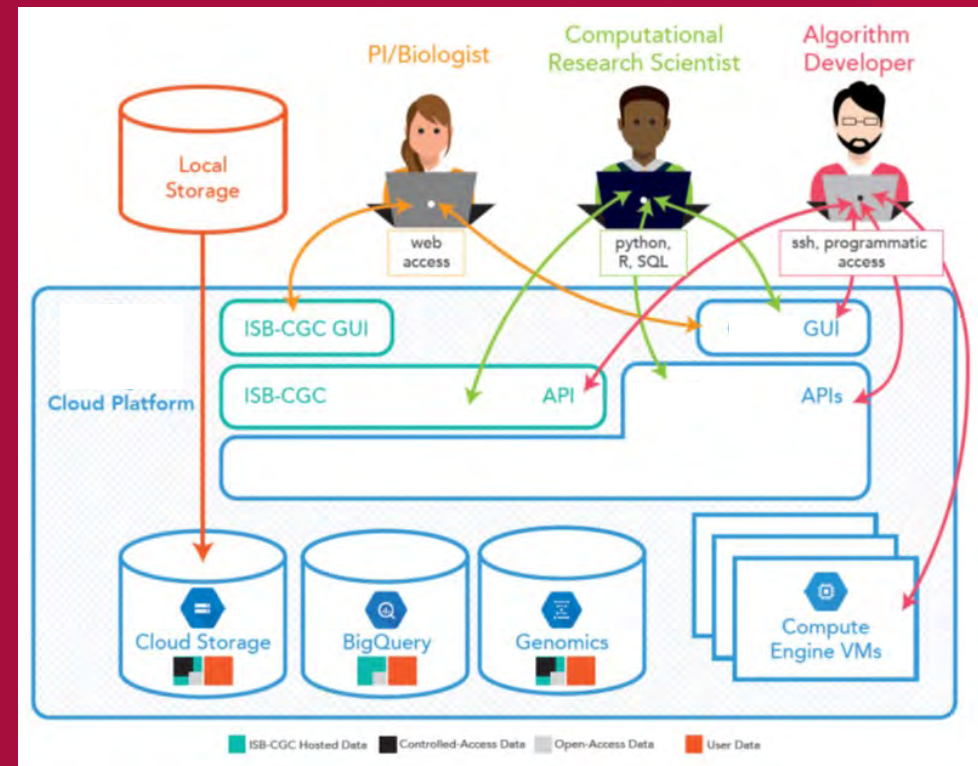 PI/Biologist
Computational
Research Scientist
Algorithm
Developer
Local
Storage
web
access
python,
R, SQL
ssh, programmatic
access
ISB-CGC GUI
GUI
Cloud Platform
ISB-CGC API
APIs
Cloud Storage
BigQuery
Genomics
Compute
Engine VMs
ISB-CGC Hosted Data
Controlled-Access Data
Open-Access Data
User Data